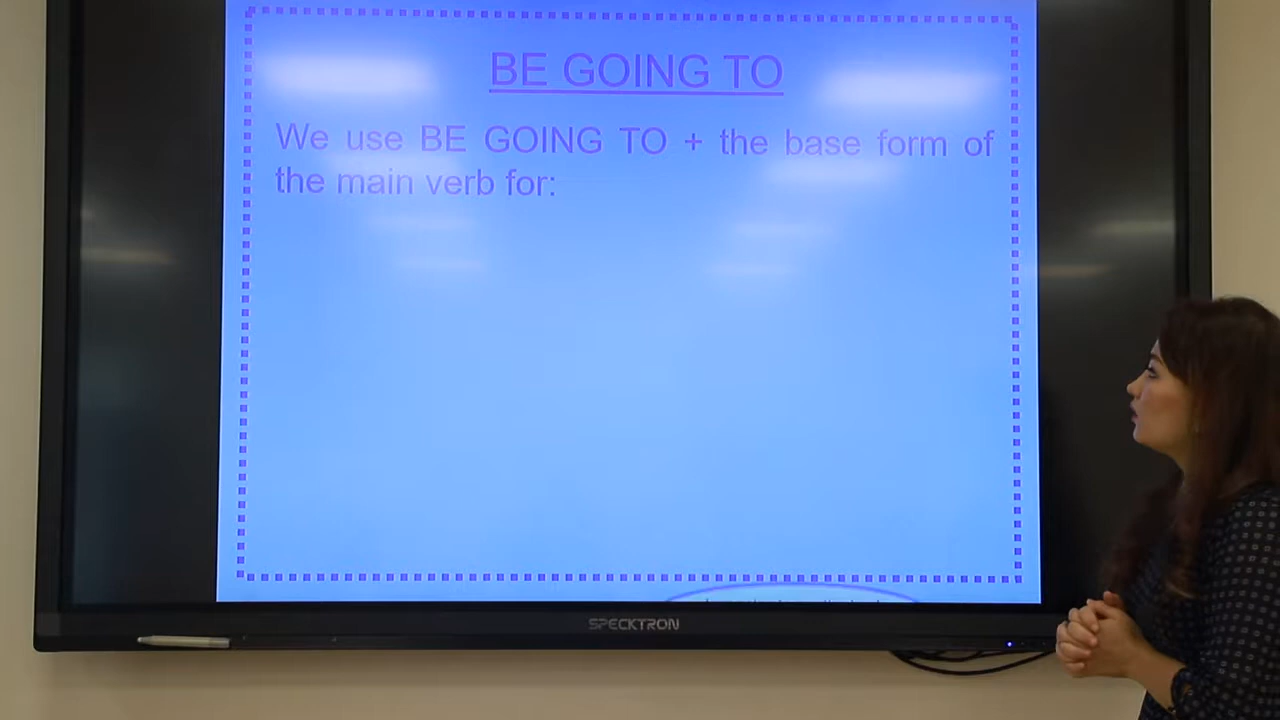 BE GOING TO
We use BE GOING TO + the base form of
the main verb for:
SPECKTRON